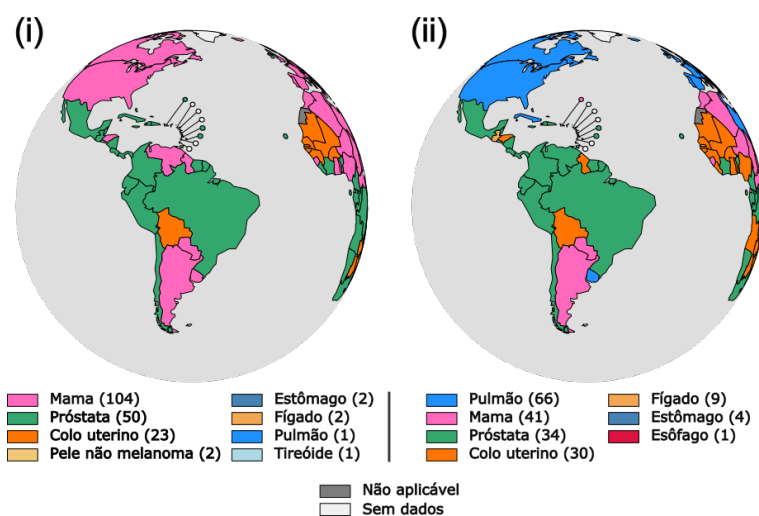 (i)
(ii)
Mama (104)
Próstata (50)
Colo uterino (23)
Pele não melanoma (2)
Estômago (2)
Fígado (2)
Pulmão (1)
Tireóide (1)
Pulmão (66)
Mama (41)
Próstata (34)
Colo uterino (30)
Fígado (9)
Estômago (4)
Esôfago (1)
Não aplicável
Sem dados